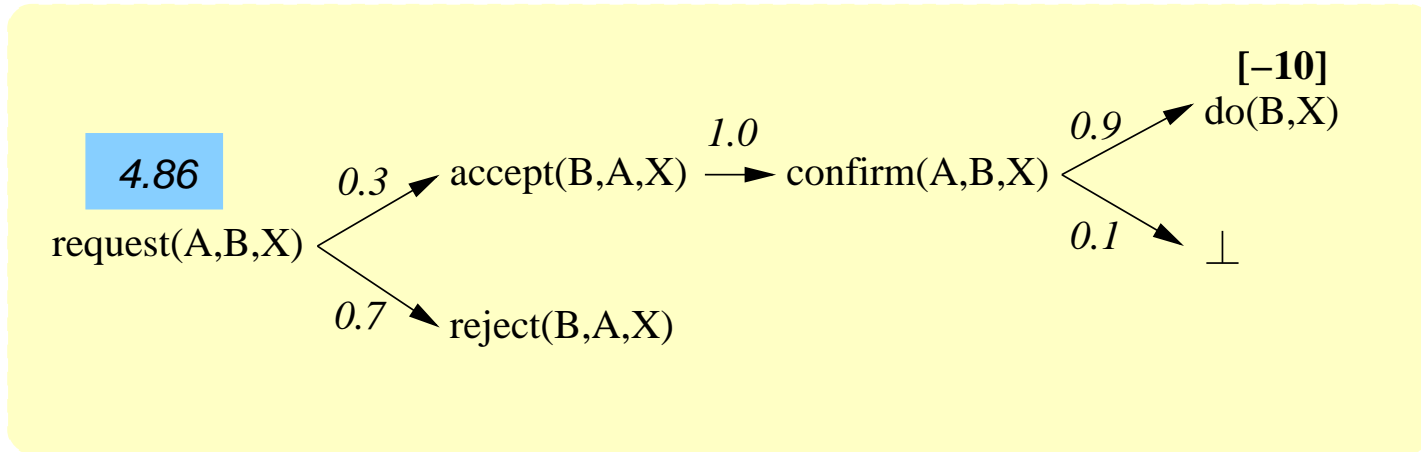 [–10]
do(B,X)
0.9
1.0
4.86
0.3
accept(B,A,X)
confirm(A,B,X)
request(A,B,X)
0.1
⊥
0.7
reject(B,A,X)